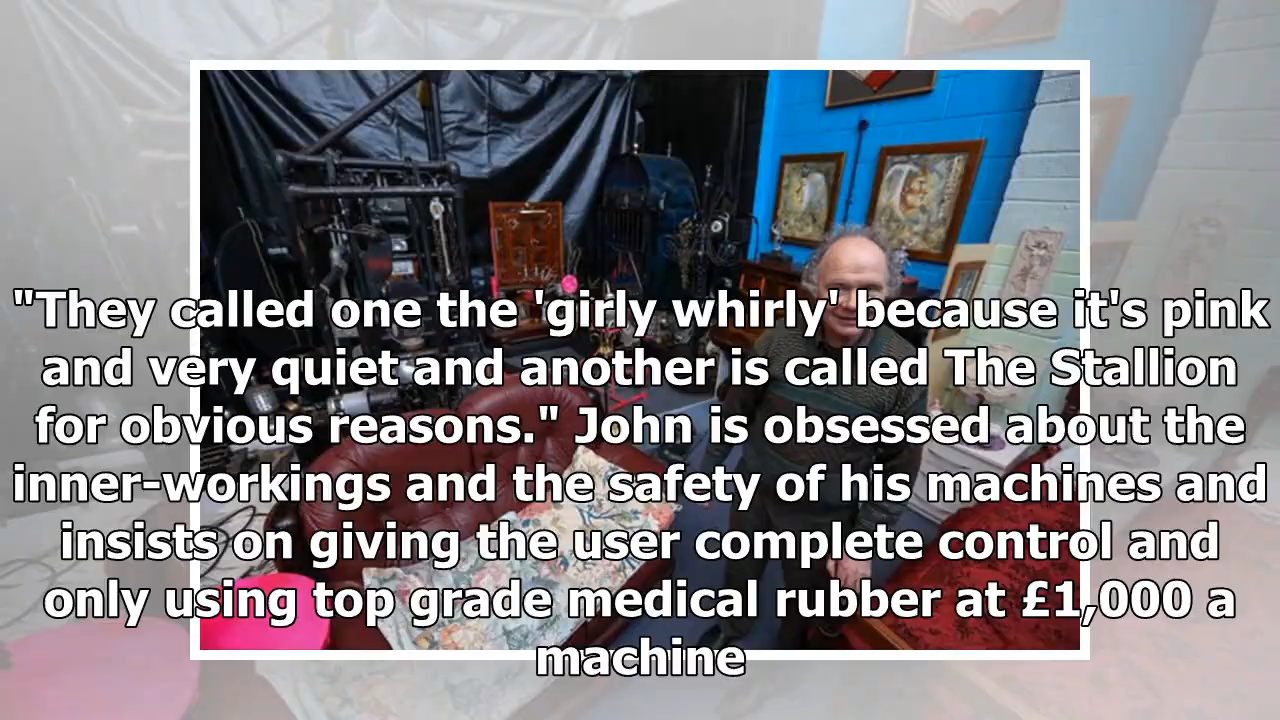 "They called one the 'girly whirly' because it's pink
and very quiet and another is called The Stallion
for obvious reasons." John is obsessed about the
inner-workings and the safety of his machines and
insists on giving the user complete control and
only using top grade medical rubber at £1,000 a
machine